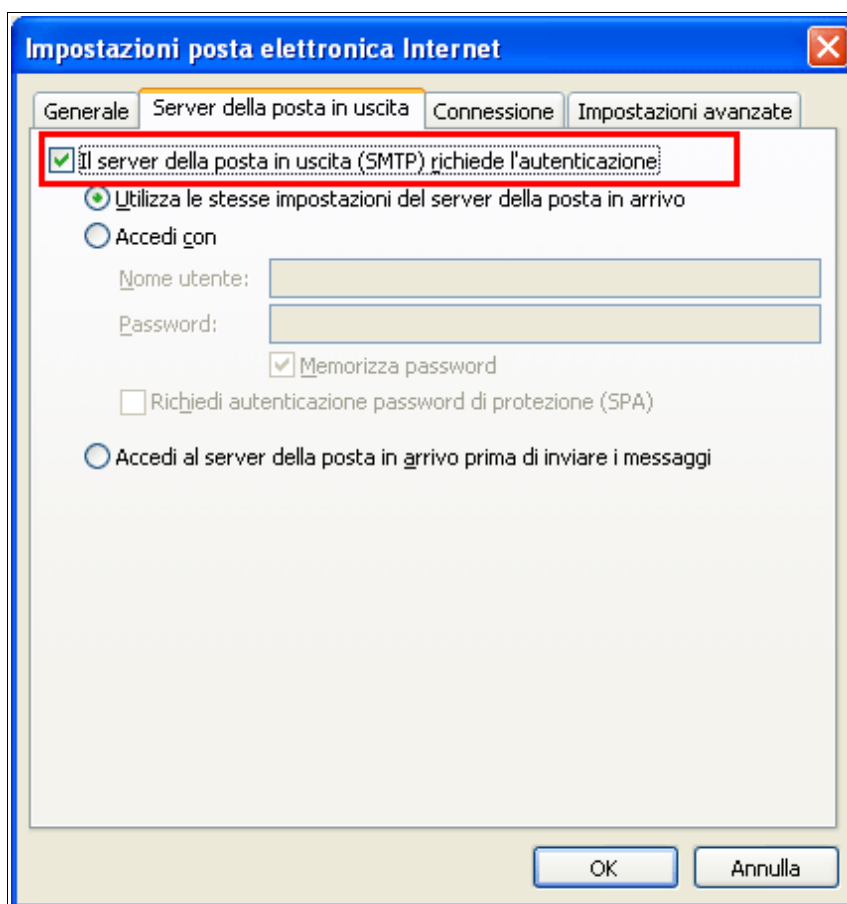 Impostazioni posta elettronica Internet
Generale Server della posta in uscita Connessione Impostazioni avanzate
Il server della posta in uscita (SMTP) richiede l'autenticazione
Utilizza le stesse impostazioni del server della posta in arrivo
Accedi con
Nome utente:
Password:
Memorizza password
Richiedi autenticazione password di protezione (SPA)
Accedi al server della posta in arrivo prima di inviare i messaggi
OK Annulla